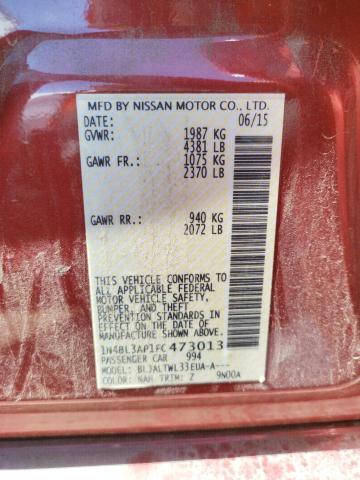 MFD BY NISSAN MOTOR CO., LTD.
DATE: 06/15
GVWR: 1987 KG
4381 LB
GAWR FR.: 1075 KG
2370 LB
GAWR RR.: 940 KG
2072 LB
THIS VEHICLE CONFORMS TO
ALL APPLICABLE FEDERAL
MOTOR VEHICLE SAFETY,
BUMPER, AND THEFT
PREVENTION STANDARDS IN
EFFECT ON THE DATE OF
MANUFACTURE SHOWN ABOVE.
1N4BL3AP1FC473013
PASSENGER CAR 994
MODEL: BLJALTWL33EUA-A---
COLOR: NAH TRIM: Z 9N00A